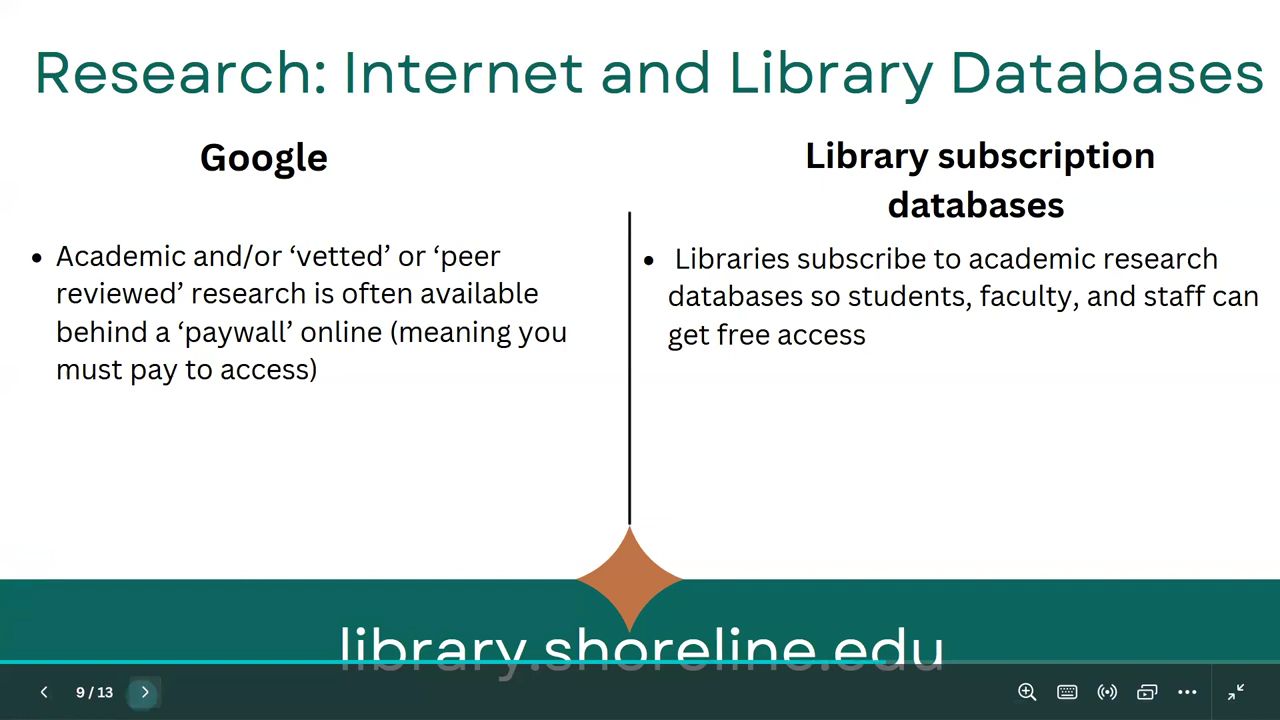 Research: Internet and Library Databases
Google
• Academic and/or ‘vetted’ or ‘peer
reviewed’ research is often available
behind a ‘paywall’ online (meaning you
must pay to access)
Library subscription
databases
• Libraries subscribe to academic research
databases so students, faculty, and staff can
get free access
library.shoreline.edu
9 / 13